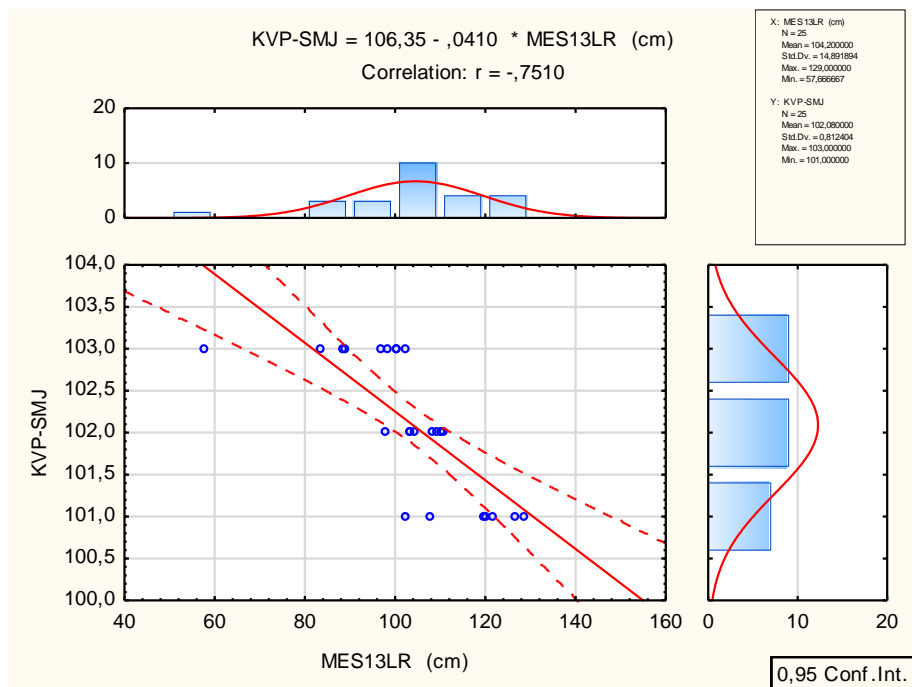 KVP-SMJ = 106,35 - ,0410 * MES13LR (cm)
Correlation: r = -,7510
X: MES13LR (cm)
N = 25
Mean = 104,200000
Std.Dv. = 14,891894
Max. = 129,000000
Min. = 57,666667
Y: KVP-SMJ
N = 25
Mean = 102,080000
Std.Dv. = 0,812404
Max. = 103,000000
Min. = 101,000000
20
10
0
104,0
103,5
103,0
102,5
102,0
101,5
101,0
100,5
100,0
KVP-SMJ
40 60 80 100 120 140 160
MES13LR (cm)
0 10 20
0,95 Conf.Int.